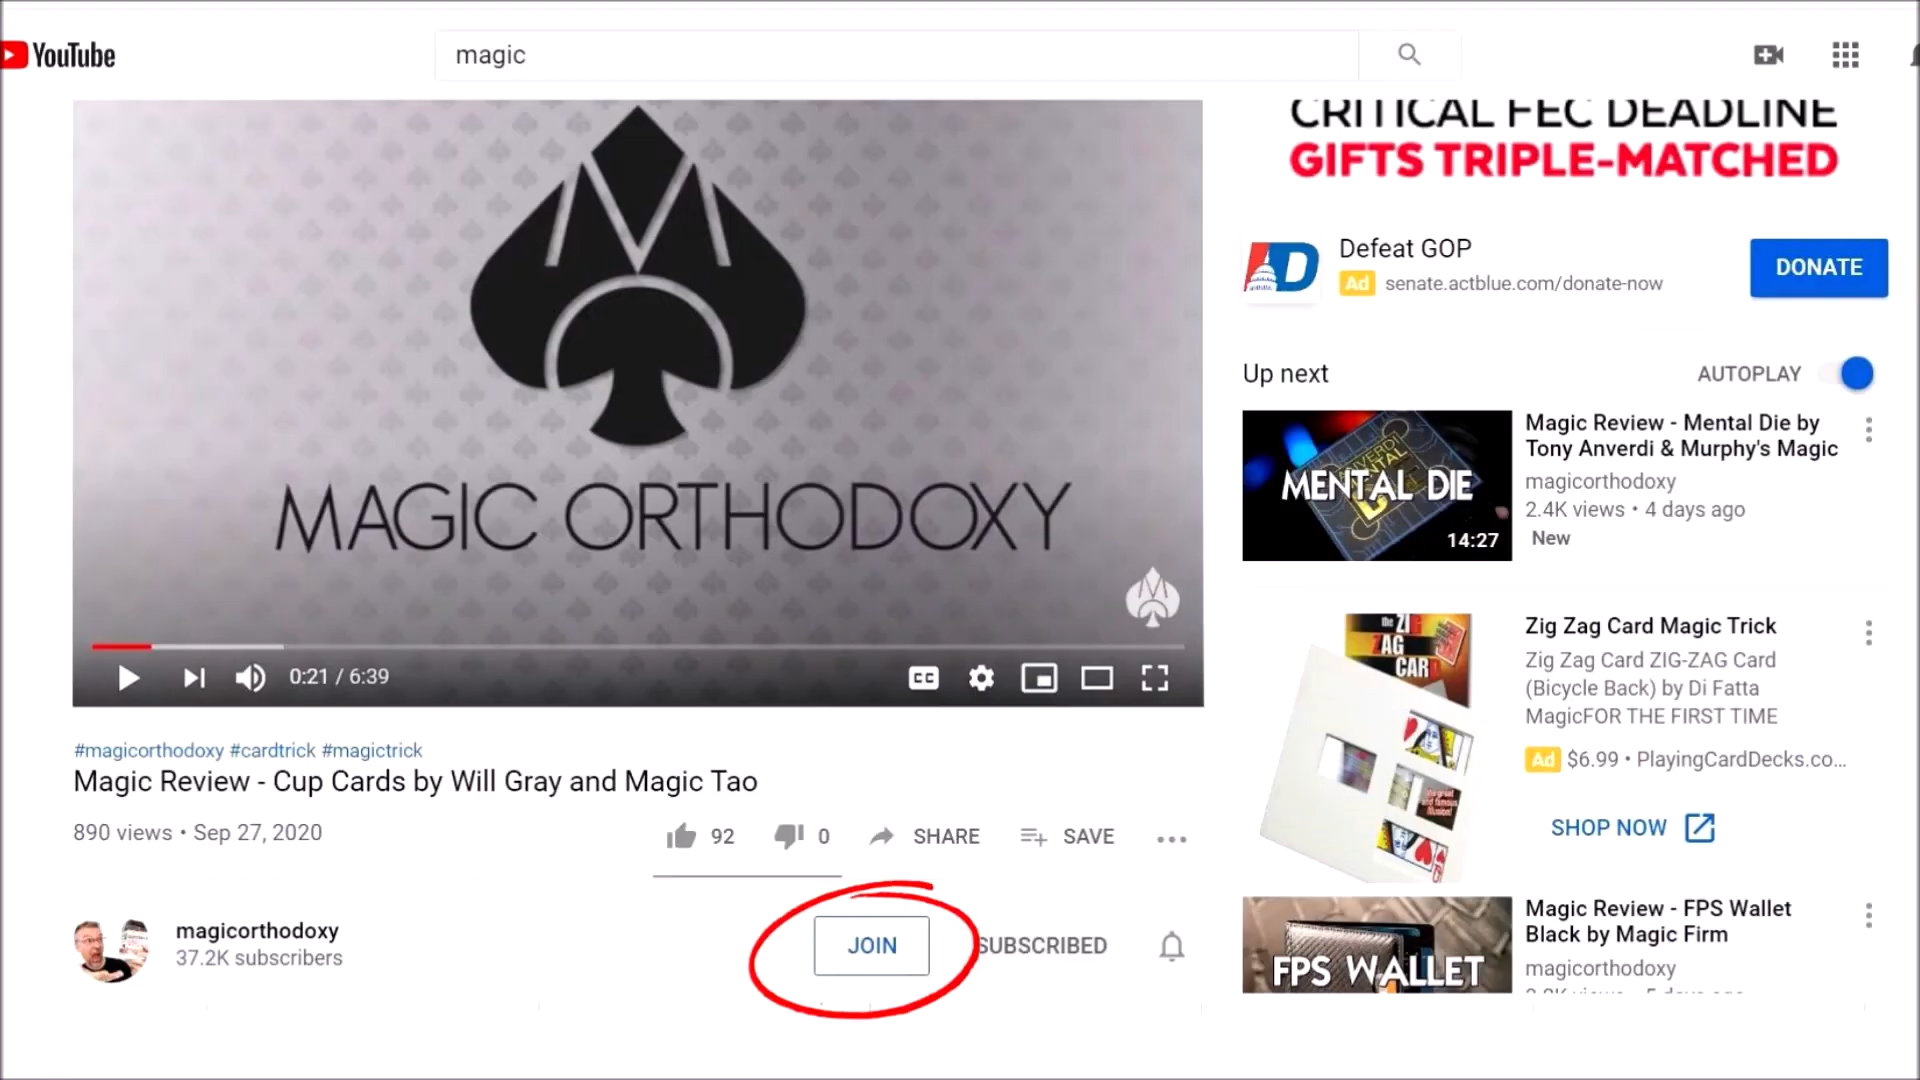 YouTube
magic
CRITICAL FEC DEADLINE
GIFTS TRIPLE-MATCHED
Defeat GOP
Ad senate.actblue.com/donate-now
DONATE
MAGIC ORTHODOXY
0:21 / 6:39
CC
#magicorthodoxy #cardtrick #magictrick
Magic Review - Cup Cards by Will Gray and Magic Tao
890 views • Sep 27, 2020
92
0
SHARE
SAVE
magicorthodoxy
37.2K subscribers
JOIN
SUBSCRIBED
Up next
AUTOPLAY
MENTAL DIE
14:27
Magic Review - Mental Die by
Tony Anverdi & Murphy's Magic
magicorthodoxy
2.4K views • 4 days ago
New
the ZIG
ZAG
CARD
Zig Zag Card Magic Trick
Zig Zag Card ZIG-ZAG Card
(Bicycle Back) by Di Fatta
MagicFOR THE FIRST TIME
Ad $6.99 • PlayingCardDecks.co...
SHOP NOW
FPS WALLET
Magic Review - FPS Wallet
Black by Magic Firm
magicorthodoxy